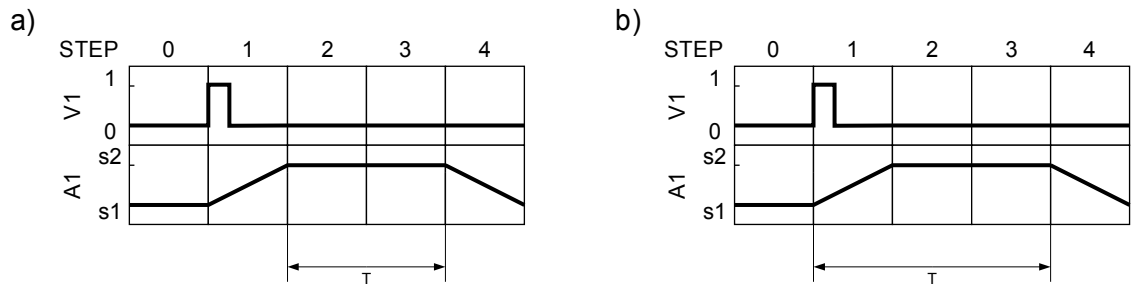 a)
STEP 0 1 2 3 4
V1 1 0
A1 s2 s1
T
b)
STEP 0 1 2 3 4
V1 1 0
A1 s2 s1
T